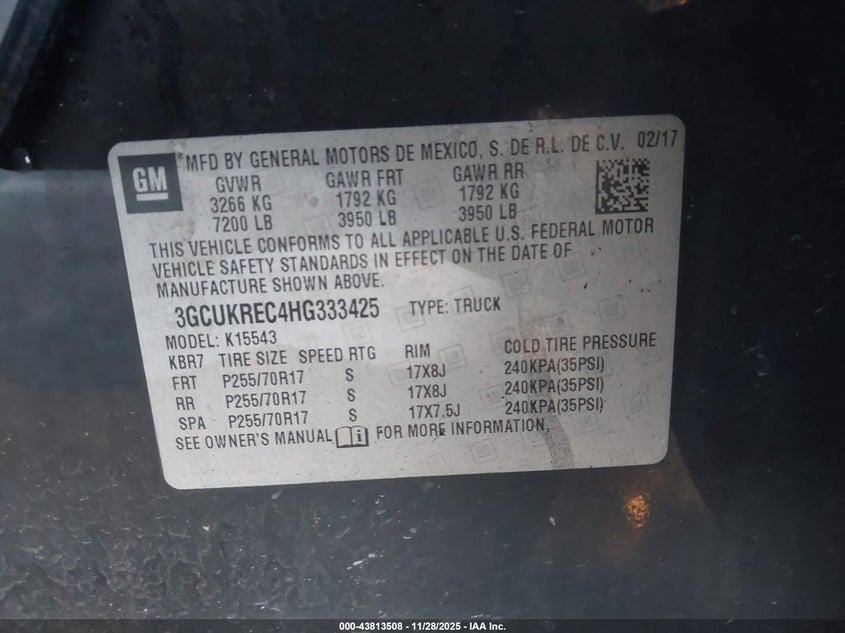 GM
MFD BY GENERAL MOTORS DE MEXICO, S. DE R.L. DE C.V. 02/17
GVWR GAWR FRT GAWR RR
3266 KG 1792 KG 1792 KG
7200 LB 3950 LB 3950 LB
THIS VEHICLE CONFORMS TO ALL APPLICABLE U.S. FEDERAL MOTOR
VEHICLE SAFETY STANDARDS IN EFFECT ON THE DATE OF
MANUFACTURE SHOWN ABOVE.
3GCUKREC4HG333425 TYPE: TRUCK
MODEL: K15543
KBR7 TIRE SIZE SPEED RTG RIM COLD TIRE PRESSURE
FRT P255/70R17 S 17X8J 240KPA(35PSI)
RR P255/70R17 S 17X8J 240KPA(35PSI)
SPA P255/70R17 S 17X7.5J 240KPA(35PSI)
SEE OWNER'S MANUAL FOR MORE INFORMATION.
000-43813508 - 11/28/2025 - IAA Inc.